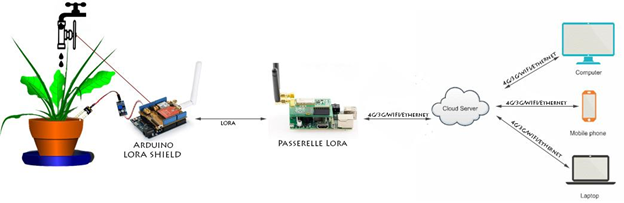 4G/3G/WIFI/ETHERNET
Computer
ARDUINO
LORA SHIELD
LORA
PASSERELLE LORA
4G/3G/WIFI/ETHERNET
Cloud Server
4G/3G/WIFI/ETHERNET
Mobile phone
4G/3G/WIFI/ETHERNET
Laptop